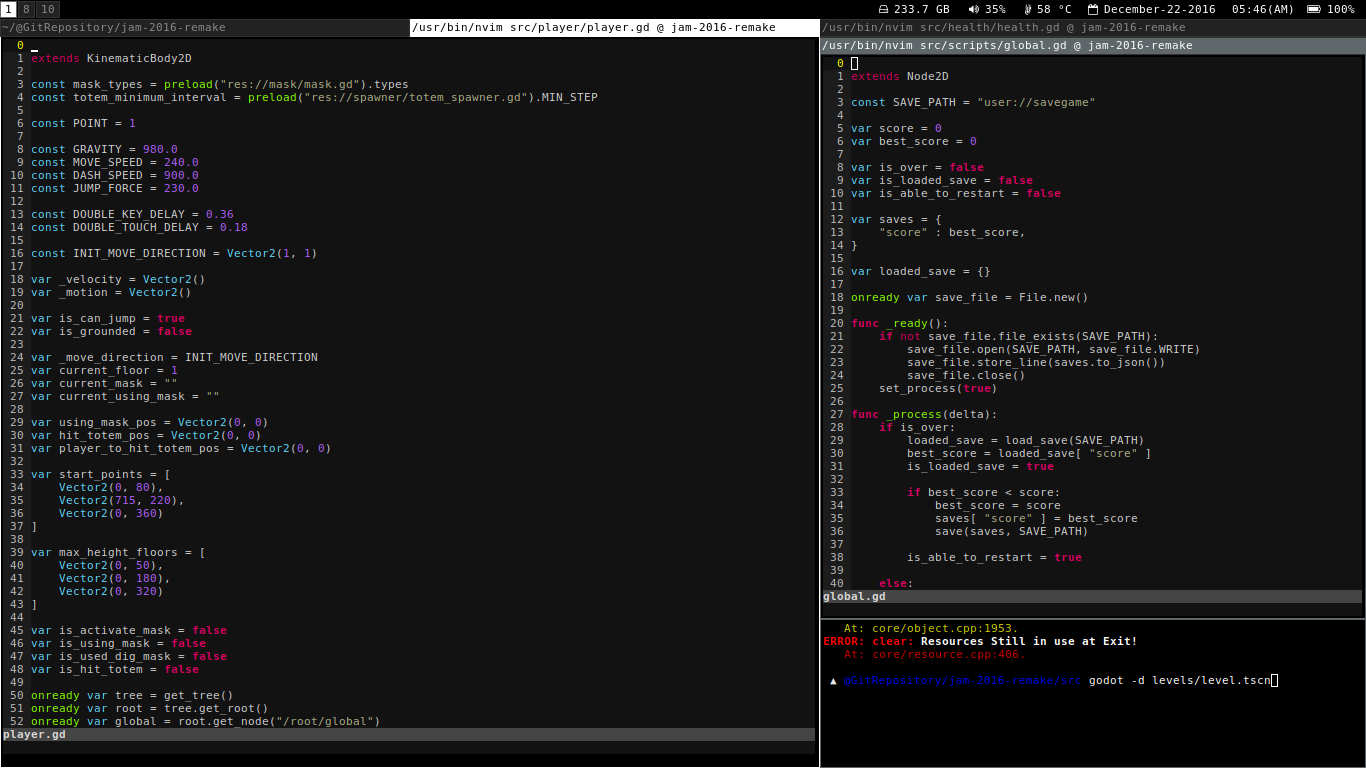 1 8 10 233.7 GB 35% 58 °C December-22-2016 05:46(AM) 100%
~/@GitRepository/jam-2016-remake
/usr/bin/nvim src/player/player.gd @ jam-2016-remake
0
1 extends KinematicBody2D
2
3 const mask_types = preload("res://mask/mask.gd").types
4 const totem_minimum_interval = preload("res://spawner/totem_spawner.gd").MIN_STEP
5
6 const POINT = 1
7
8 const GRAVITY = 980.0
9 const MOVE_SPEED = 240.0
10 const DASH_SPEED = 900.0
11 const JUMP_FORCE = 230.0
12
13 const DOUBLE_KEY_DELAY = 0.36
14 const DOUBLE_TOUCH_DELAY = 0.18
15
16 const INIT_MOVE_DIRECTION = Vector2(1, 1)
17
18 var _velocity = Vector2()
19 var _motion = Vector2()
20
21 var is_can_jump = true
22 var is_grounded = false
23
24 var _move_direction = INIT_MOVE_DIRECTION
25 var current_floor = 1
26 var current_mask = ""
27 var current_using_mask = ""
28
29 var using_mask_pos = Vector2(0, 0)
30 var hit_totem_pos = Vector2(0, 0)
31 var player_to_hit_totem_pos = Vector2(0, 0)
32
33 var start_points = [
34     Vector2(0, 80),
35     Vector2(715, 220),
36     Vector2(0, 360)
37 ]
38
39 var max_height_floors = [
40     Vector2(0, 50),
41     Vector2(0, 180),
42     Vector2(0, 320)
43 ]
44
45 var is_activate_mask = false
46 var is_using_mask = false
47 var is_used_dig_mask = false
48 var is_hit_totem = false
49
50 onready var tree = get_tree()
51 onready var root = tree.get_root()
52 onready var global = root.get_node("/root/global")
player.gd
/usr/bin/nvim src/health/health.gd @ jam-2016-remake
/usr/bin/nvim src/scripts/global.gd @ jam-2016-remake
0
1 extends Node2D
2
3 const SAVE_PATH = "user://savegame"
4
5 var score = 0
6 var best_score = 0
7
8 var is_over = false
9 var is_loaded_save = false
10 var is_able_to_restart = false
11
12 var saves = {
13     "score" : best_score,
14 }
15
16 var loaded_save = {}
17
18 onready var save_file = File.new()
19
20 func _ready():
21     if not save_file.file_exists(SAVE_PATH):
22         save_file.open(SAVE_PATH, save_file.WRITE)
23         save_file.store_line(saves.to_json())
24         save_file.close()
25     set_process(true)
26
27 func _process(delta):
28     if is_over:
29         loaded_save = load_save(SAVE_PATH)
30         best_score = loaded_save[ "score" ]
31         is_loaded_save = true
32
33         if best_score < score:
34             best_score = score
35             saves[ "score" ] = best_score
36             save(saves, SAVE_PATH)
37
38         is_able_to_restart = true
39
40     else:
global.gd
At: core/object.cpp:1953.
ERROR: clear: Resources Still in use at Exit!
At: core/resource.cpp:406.
▲ @GitRepository/jam-2016-remake/src godot -d levels/level.tscn